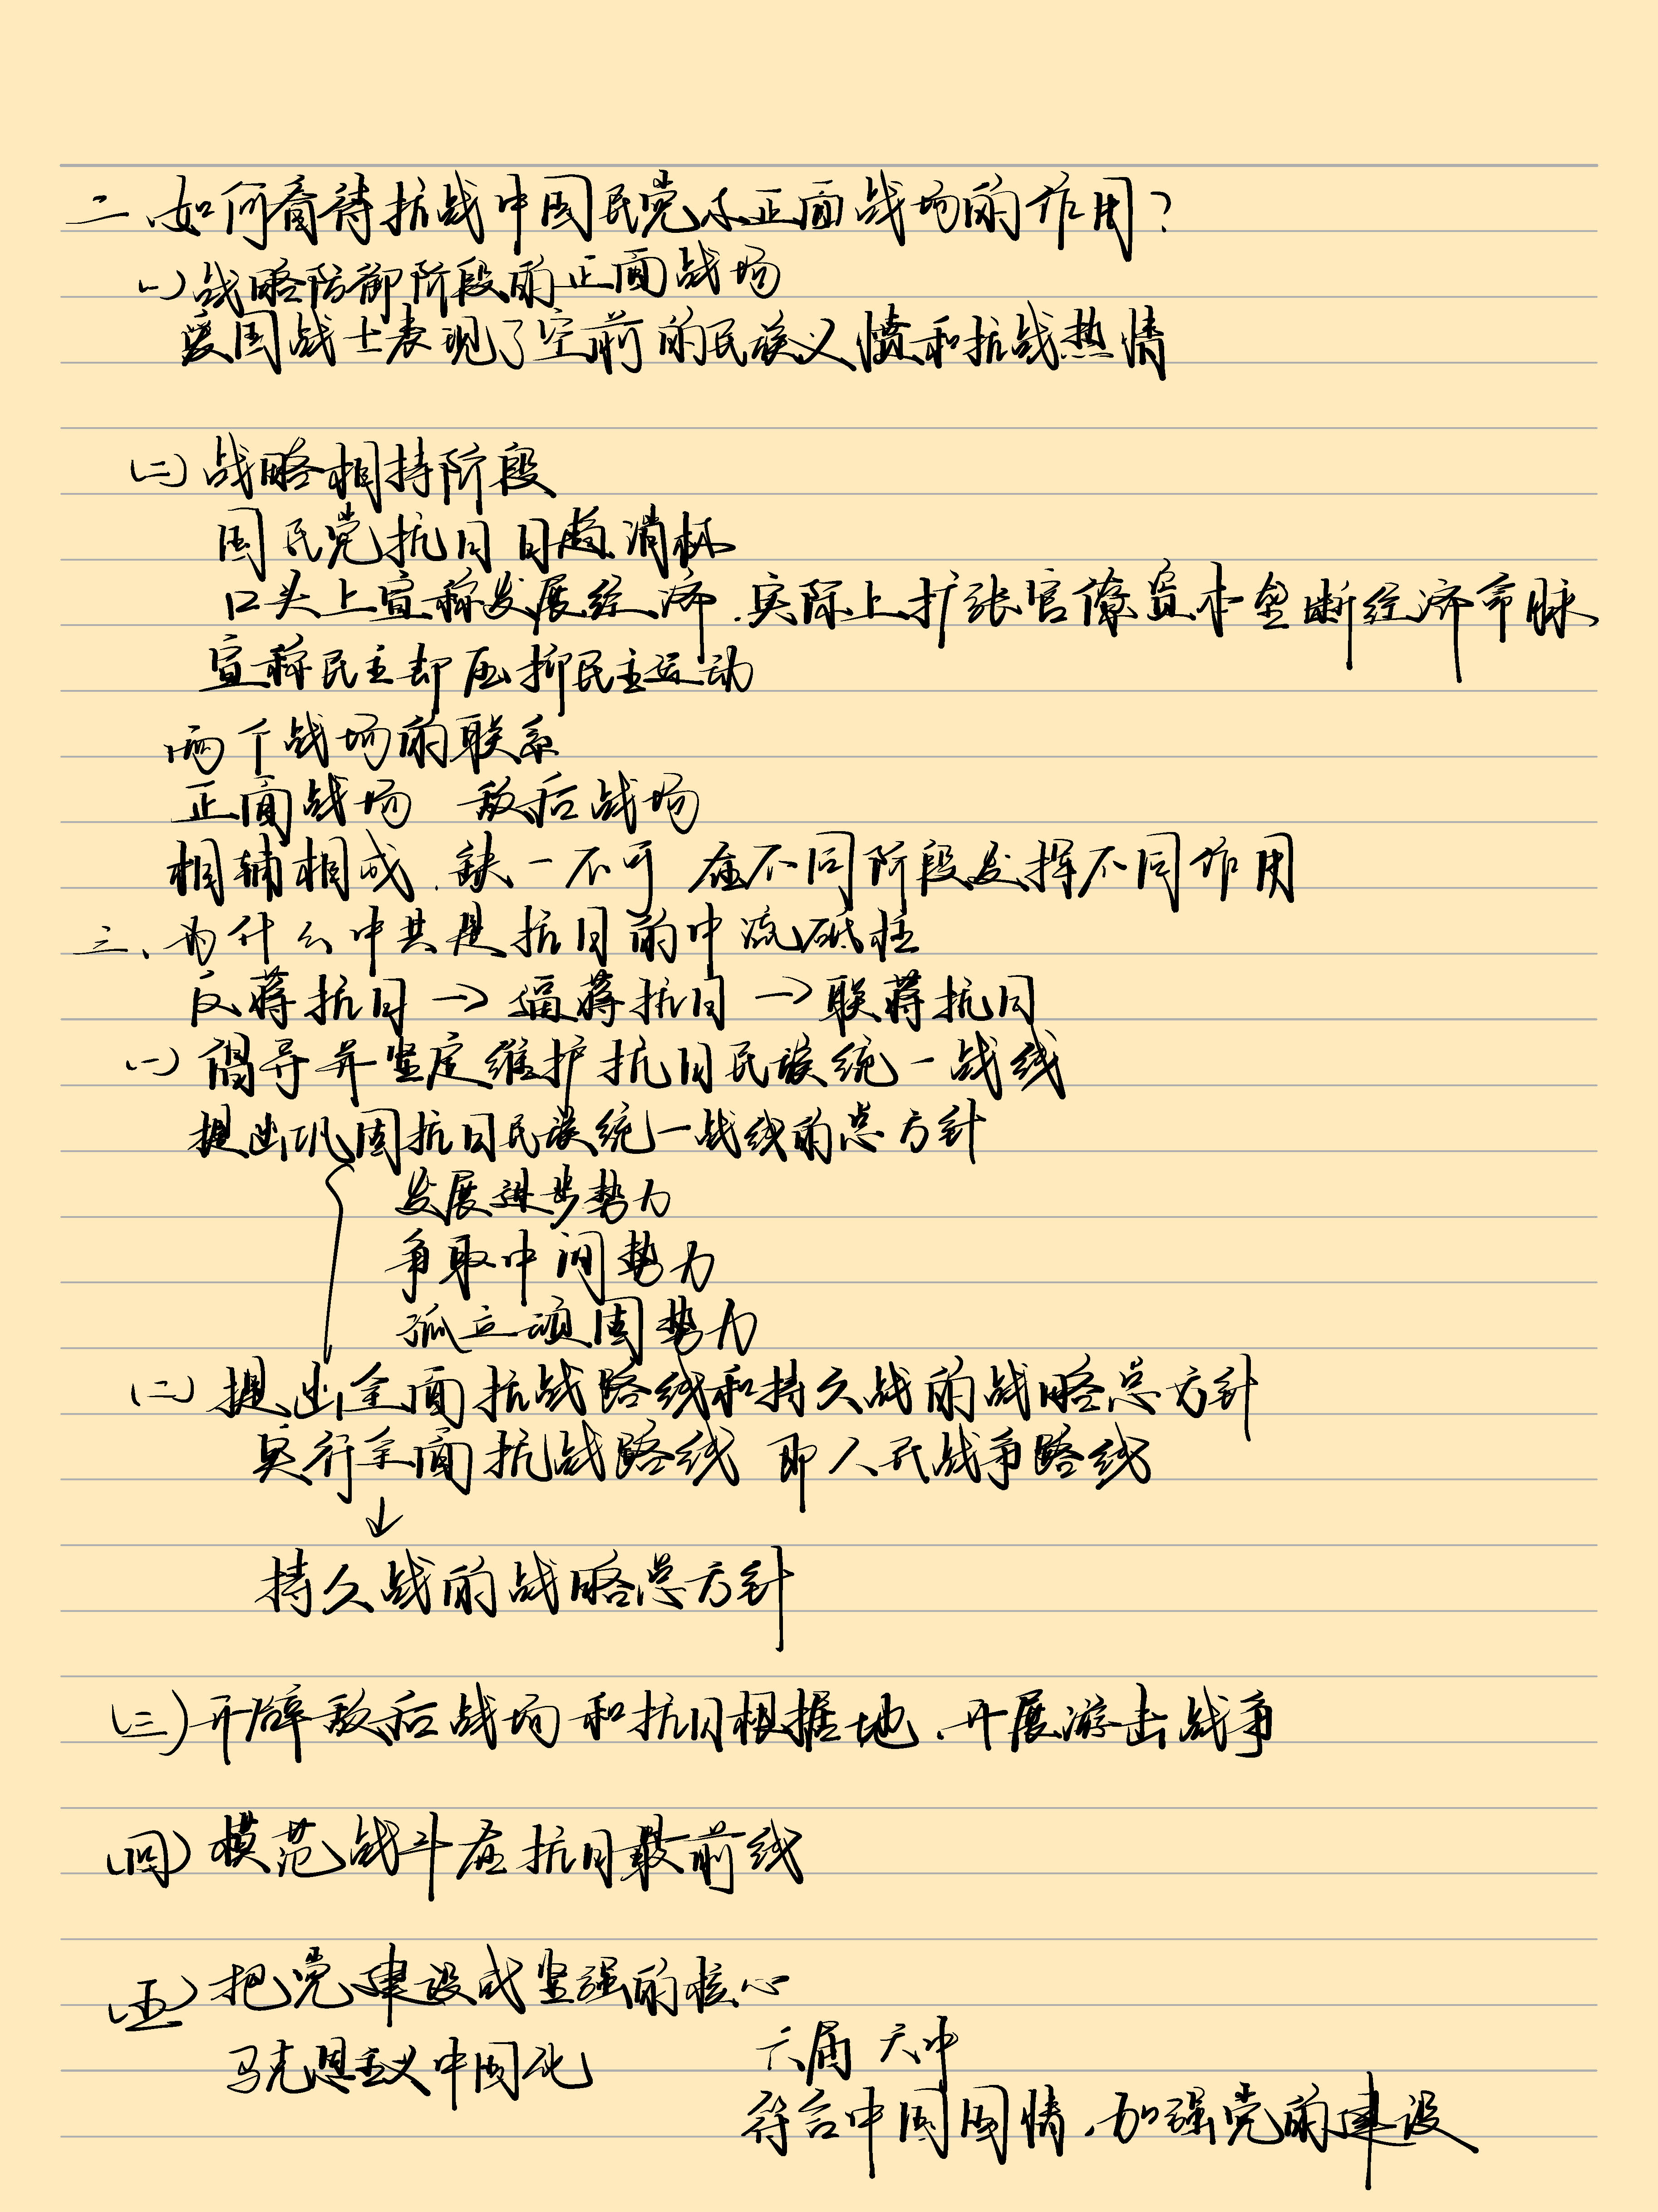 二、如何看待抗战中国民党与正面战场的作用？
(一)战略防御阶段的正面战场
爱国战士表现了空前的民族义愤和抗战热情
(二)战略相持阶段
国民党抗日日趋消极
口头上宣称发展经济.实际上扩张官僚资本垄断经济命脉
宣称民主却压抑民主运动
两个战场的联系
正面战场 敌后战场
相辅相成、缺一不可 在不同阶段发挥不同作用
三、为什么中共是抗日的中流砥柱
反蒋抗日→逼蒋抗日→联蒋抗日
(一)倡导并坚定维护抗日民族统一战线
提出巩固抗日民族统一战线的总方针
发展进步势力
争取中间势力
孤立顽固势力
(二)提出全面抗战路线和持久战的战略总方针
实行全面抗战路线 即人民战争路线
↓
持久战的战略总方针
(三)开辟敌后战场和抗日根据地、开展游击战争
(四)模范战斗在抗日最前线
(五)把党建设成坚强的核心
马克思主义中国化 六届六中
符合中国国情、加强党的建设